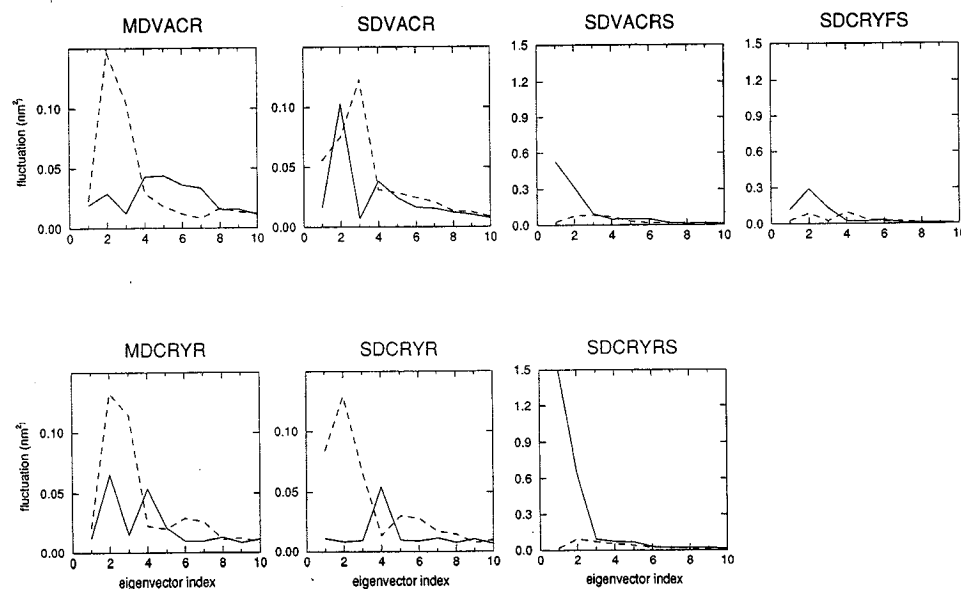 MDVACR
SDVACR
SDVACRS
SDCRYFS
fluctuation (nm²)
0.10
0.05
0.00
0 2 4 6 8 10
0.10
0.05
0.00
0 2 4 6 8 10
1.5
1.2
0.9
0.6
0.3
0.0
0 2 4 6 8 10
1.5
1.2
0.9
0.6
0.3
0.0
0 2 4 6 8 10
MDCRYR
SDCRYR
SDCRYRS
fluctuation (nm²)
0.10
0.05
0.00
0 2 4 6 8 10
eigenvector index
0.10
0.05
0.00
0 2 4 6 8 10
eigenvector index
1.5
1.2
0.9
0.6
0.3
0.0
0 2 4 6 8 10
eigenvector index